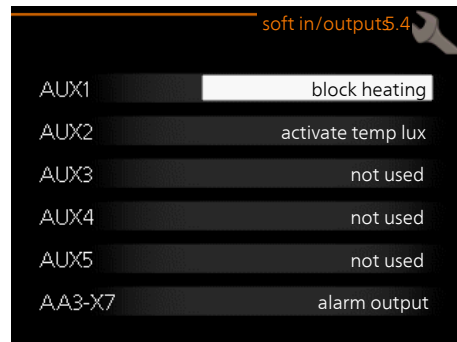 soft in/outputs 5.4
AUX1 block heating
AUX2 activate temp lux
AUX3 not used
AUX4 not used
AUX5 not used
AA3-X7 alarm output